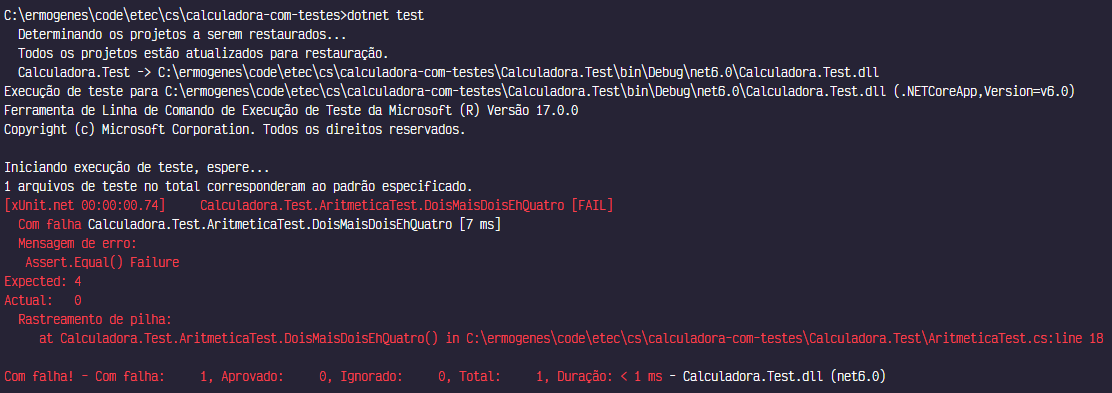 C:\ermogenes\code\etec\cs\calculadora-com-testes>dotnet test
  Determinando os projetos a serem restaurados...
  Todos os projetos estão atualizados para restauração.
  Calculadora.Test -> C:\ermogenes\code\etec\cs\calculadora-com-testes\Calculadora.Test\bin\Debug\net6.0\Calculadora.Test.dll
Execução de teste para C:\ermogenes\code\etec\cs\calculadora-com-testes\Calculadora.Test\bin\Debug\net6.0\Calculadora.Test.dll (.NETCoreApp,Version=v6.0)
Ferramenta de Linha de Comando de Execução de Teste da Microsoft (R) Versão 17.0.0
Copyright (c) Microsoft Corporation. Todos os direitos reservados.

Iniciando execução de teste, espere...
1 arquivos de teste no total corresponderam ao padrão especificado.
[xUnit.net 00:00:00.74]     Calculadora.Test.AritmeticaTest.DoisMaisDoisEhQuatro [FAIL]
  Com falha Calculadora.Test.AritmeticaTest.DoisMaisDoisEhQuatro [7 ms]
  Mensagem de erro:
   Assert.Equal() Failure
Expected: 4
Actual:   0
  Rastreamento de pilha:
     at Calculadora.Test.AritmeticaTest.DoisMaisDoisEhQuatro() in C:\ermogenes\code\etec\cs\calculadora-com-testes\Calculadora.Test\AritmeticaTest.cs:line 18

Com falha! - Com falha:     1, Aprovado:     0, Ignorado:     0, Total:     1, Duração: < 1 ms - Calculadora.Test.dll (net6.0)